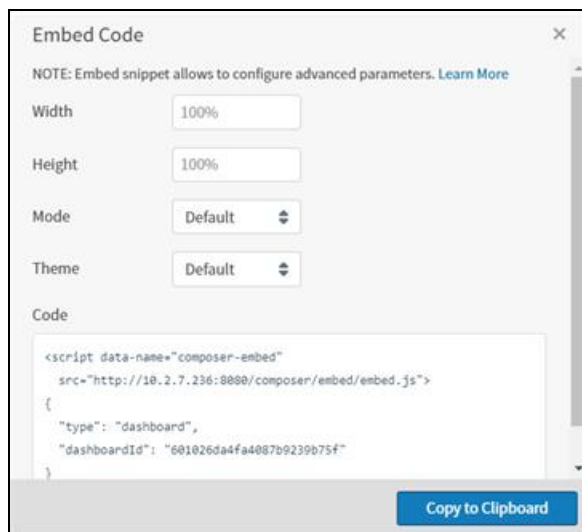 Embed Code
NOTE: Embed snippet allows to configure advanced parameters. Learn More
Width 100%
Height 100%
Mode Default
Theme Default
Code
<script data-name="composer-embed"
src="http://10.2.7.236:8080/composer/embed/embed.js">
{
"type": "dashboard",
"dashboardId": "601026da4fa4087b9239b75f"
}
Copy to Clipboard